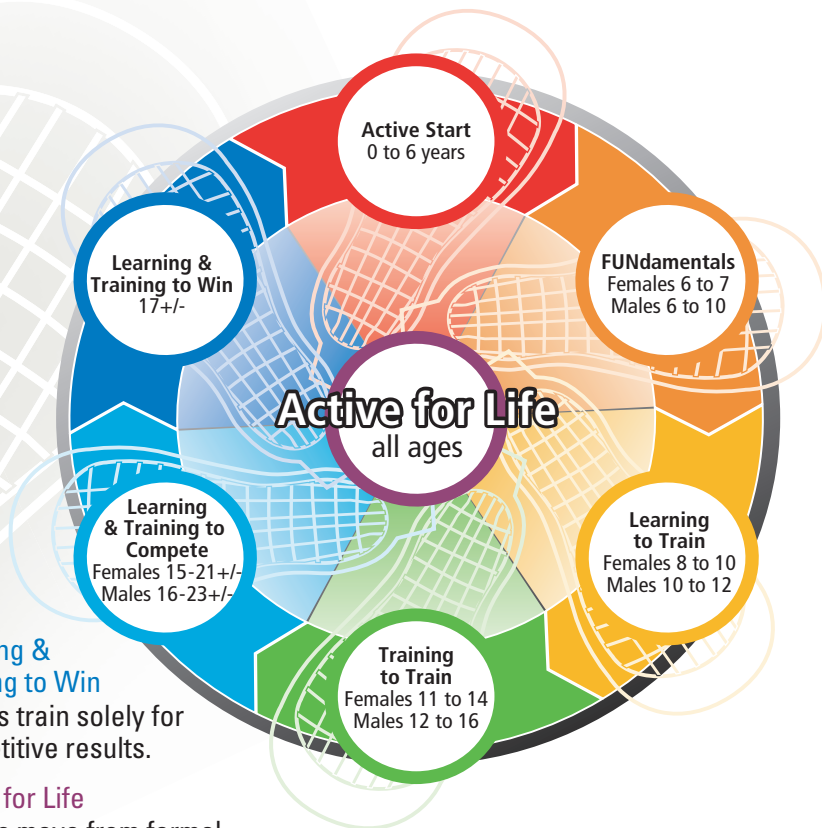 Active Start
0 to 6 years
FUNdamentals
Females 6 to 7
Males 6 to 10
Learning
to Train
Females 8 to 10
Males 10 to 12
Training
to Train
Females 11 to 14
Males 12 to 16
Learning
& Training to
Compete
Females 15-21+/-
Males 16-23+/-
Learning &
Training to Win
17+/-
Active for Life
all ages
&
to Win
train solely for
results.
for Life
move from formal